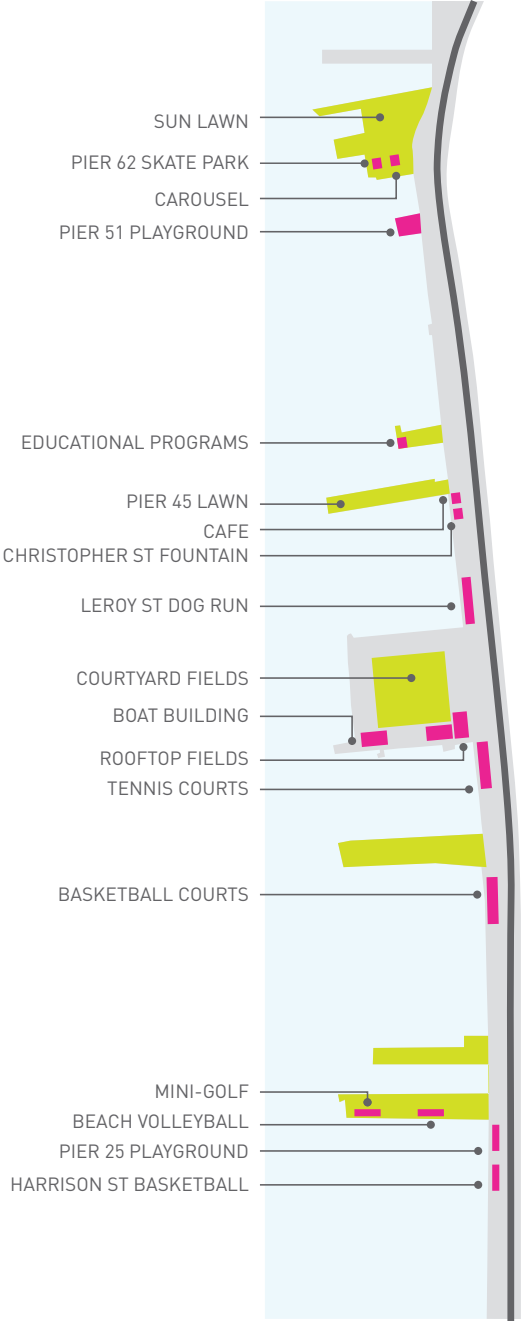 SUN LAWN
PIER 62 SKATE PARK
CAROUSEL
PIER 51 PLAYGROUND
EDUCATIONAL PROGRAMS
PIER 45 LAWN
CAFE
CHRISTOPHER ST FOUNTAIN
LEROY ST DOG RUN
COURTYARD FIELDS
BOAT BUILDING
ROOFTOP FIELDS
TENNIS COURTS
BASKETBALL COURTS
MINI-GOLF
BEACH VOLLEYBALL
PIER 25 PLAYGROUND
HARRISON ST BASKETBALL